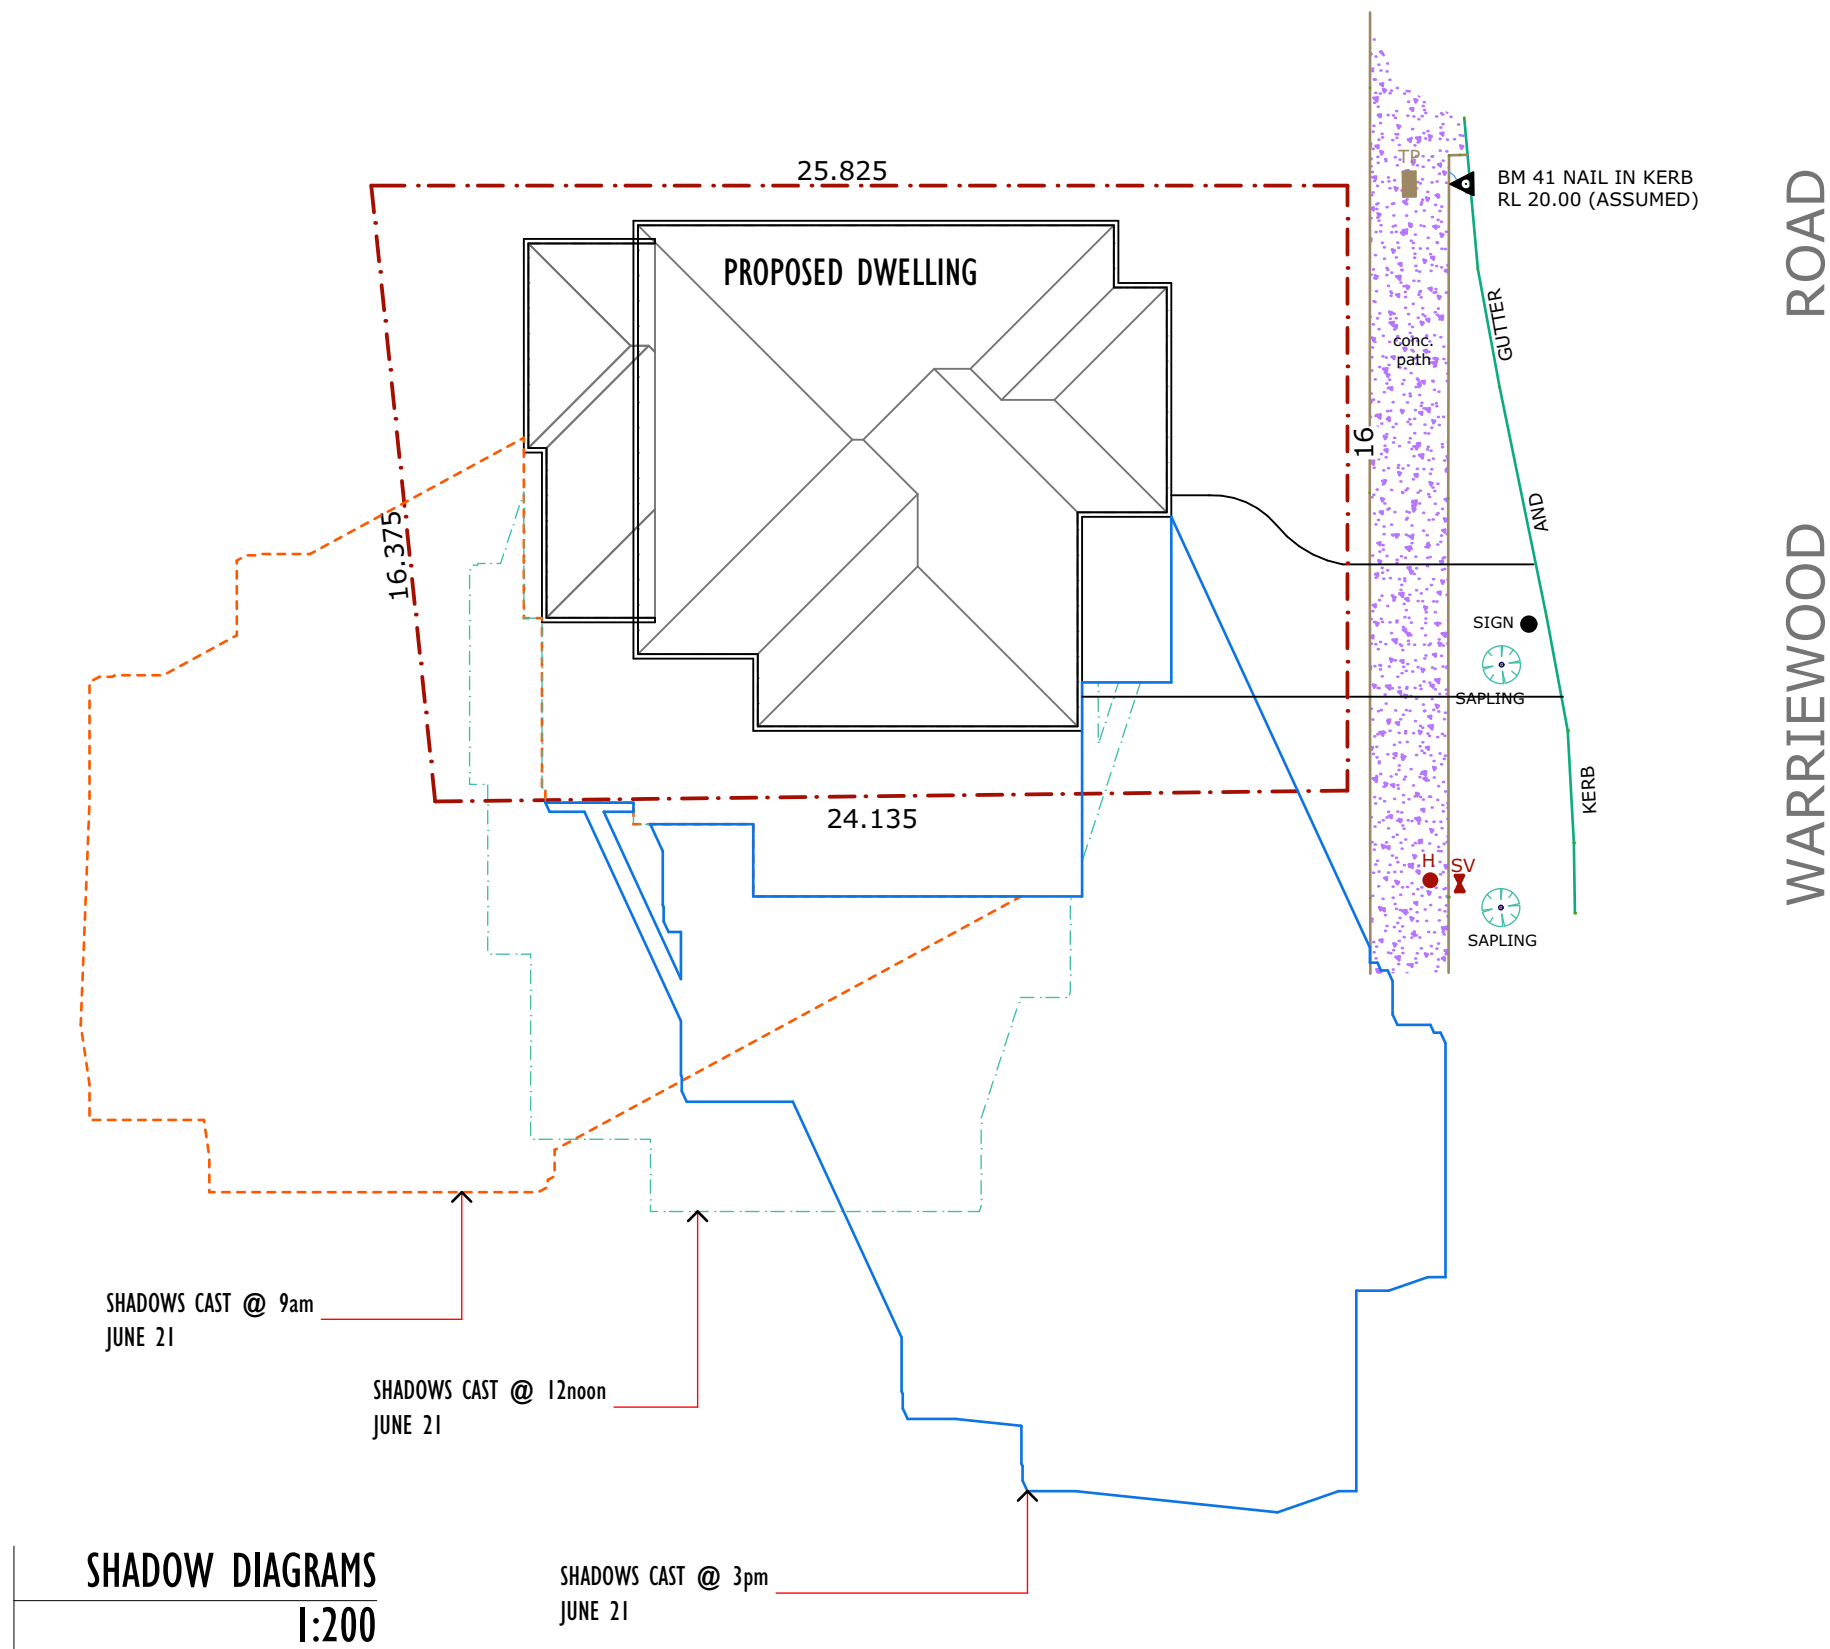 25.825
PROPOSED DWELLING
16.375
16
24.135
TP
BM 41 NAIL IN KERB
RL 20.00 (ASSUMED)
conc.
path
GUTTER
AND
KERB
SIGN
SAPLING
H
SV
SAPLING
WARRIEWOOD ROAD
SHADOWS CAST @ 9am
JUNE 21
SHADOWS CAST @ 12noon
JUNE 21
SHADOWS CAST @ 3pm
JUNE 21
SHADOW DIAGRAMS
1:200